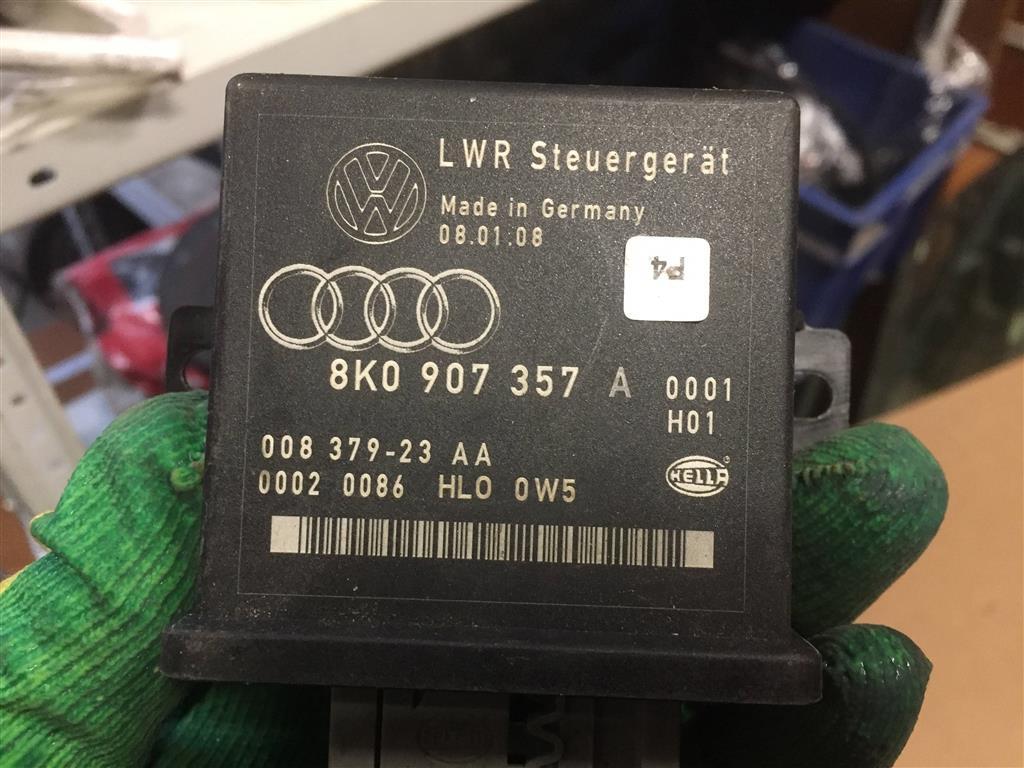 LWR Steuergerät
Made in Germany
08.01.08
P4
8K0 907 357 A 0001
H01
008 379-23 AA
0002 0086 HLO 0W5
HELLA